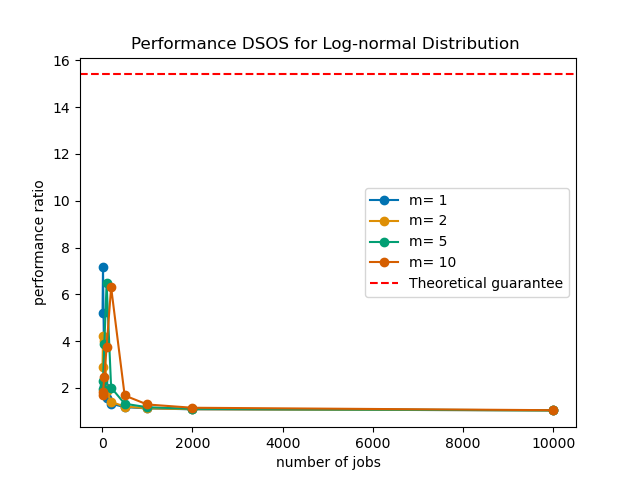 Performance DSOS for Log-normal Distribution
16
14
12
10
8
6
4
2
performance ratio
m= 1
m= 2
m= 5
m= 10
Theoretical guarantee
0 2000 4000 6000 8000 10000
number of jobs